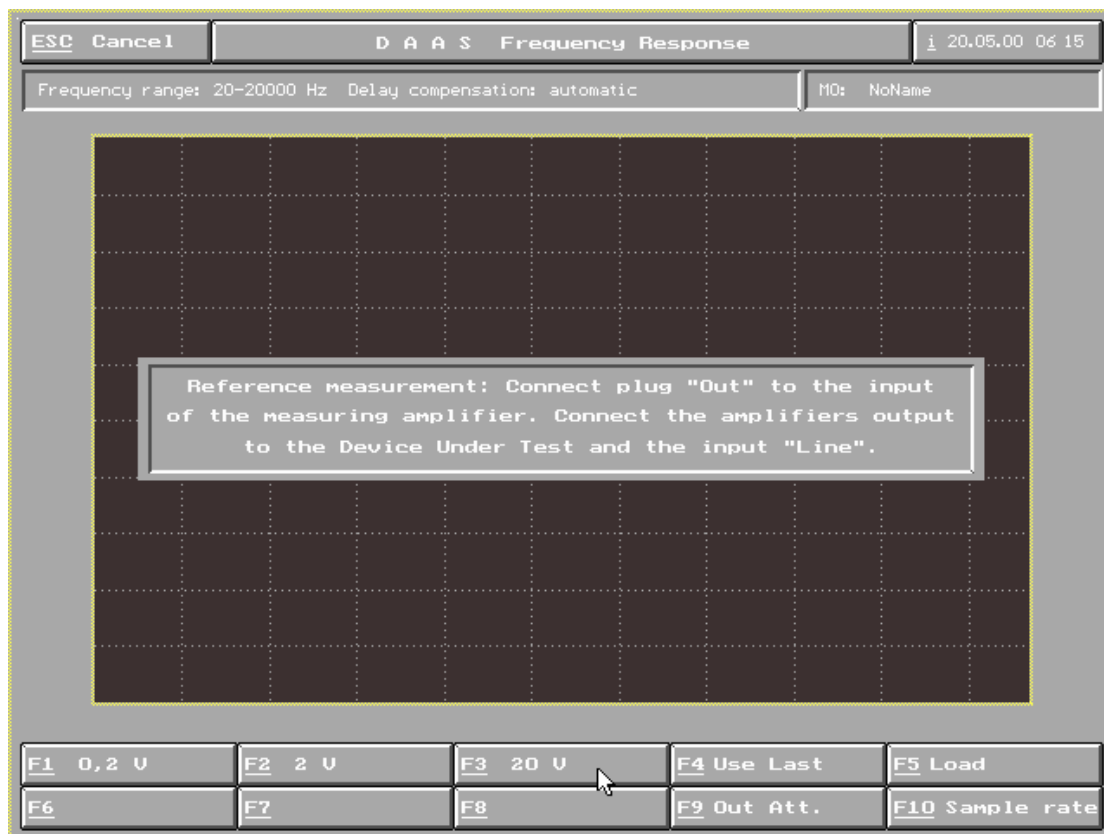 ESC Cancel
D A A S Frequency Response
i 20.05.00 06 15
Frequency range: 20-20000 Hz Delay compensation: automatic
M0: NoName
Reference measurement: Connect plug "Out" to the input
of the measuring amplifier. Connect the amplifiers output
to the Device Under Test and the input "Line".
F1 0,2 V
F2 2 V
F3 20 V
F4 Use Last
F5 Load
F6
F7
F8
F9 Out Att.
F10 Sample rate